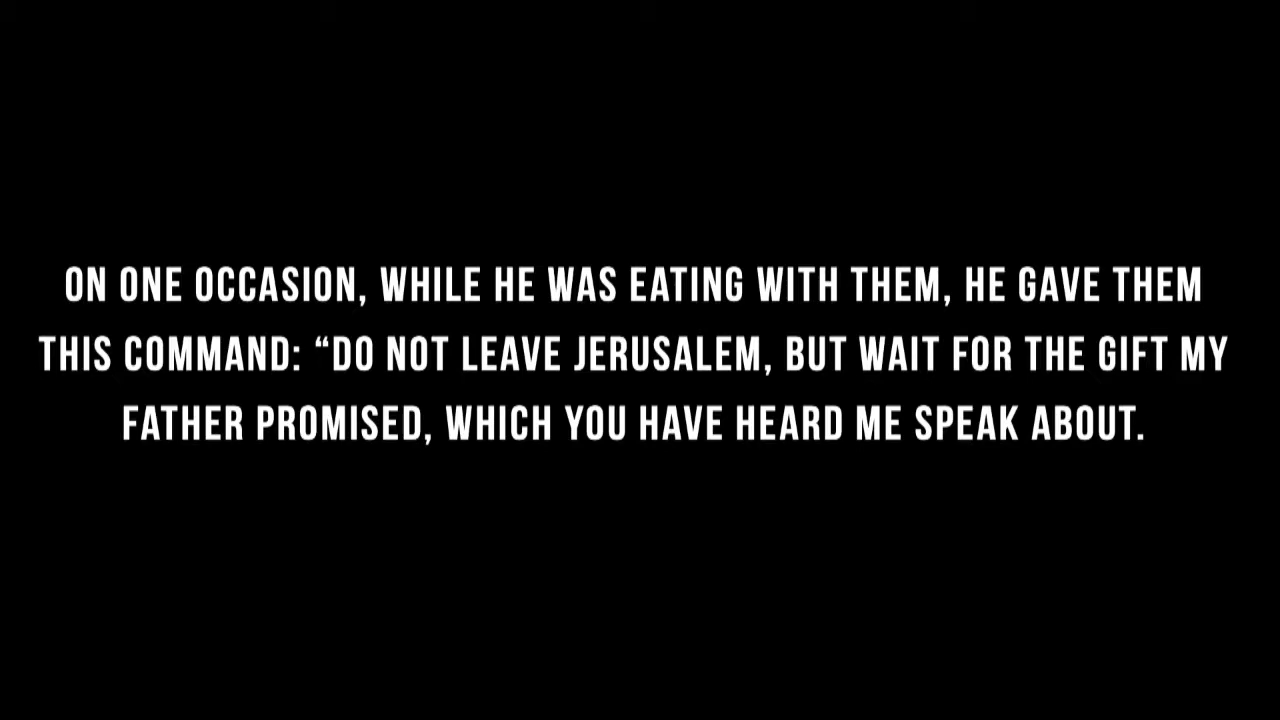 ON ONE OCCASION, WHILE HE WAS EATING WITH THEM, HE GAVE THEM
THIS COMMAND: “DO NOT LEAVE JERUSALEM, BUT WAIT FOR THE GIFT MY
FATHER PROMISED, WHICH YOU HAVE HEARD ME SPEAK ABOUT.